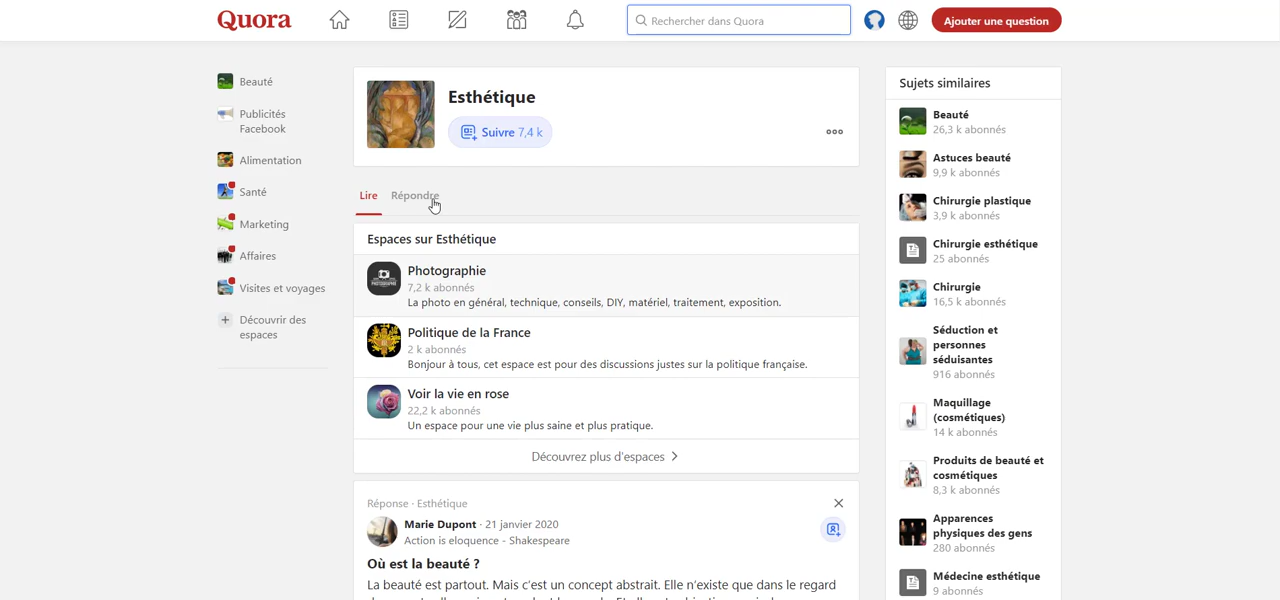 Quora
Rechercher dans Quora
Ajouter une question
Beauté
Publicités
Facebook
Alimentation
Santé
Marketing
Affaires
Visites et voyages
Découvrir des
espaces
Esthétique
Suivre 7,4 k
Lire Répondre
Espaces sur Esthétique
Photographie
7,2 k abonnés
La photo en général, technique, conseils, DIY, matériel, traitement, exposition.
Politique de la France
2 k abonnés
Bonjour à tous, cet espace est pour des discussions justes sur la politique française.
Voir la vie en rose
22,2 k abonnés
Un espace pour une vie plus saine et plus pratique.
Découvrez plus d'espaces
Réponse · Esthétique
Marie Dupont · 21 janvier 2020
Action is eloquence - Shakespeare
Où est la beauté ?
La beauté est partout. Mais c'est un concept abstrait. Elle n'existe que dans le regard
Sujets similaires
Beauté
26,3 k abonnés
Astuces beauté
9,9 k abonnés
Chirurgie plastique
3,9 k abonnés
Chirurgie esthétique
25 abonnés
Chirurgie
16,5 k abonnés
Séduction et
personnes
séduisantes
916 abonnés
Maquillage
(cosmétiques)
14 k abonnés
Produits de beauté et
cosmétiques
8,3 k abonnés
Apparences
physiques des gens
280 abonnés
Médecine esthétique
9 abonnés